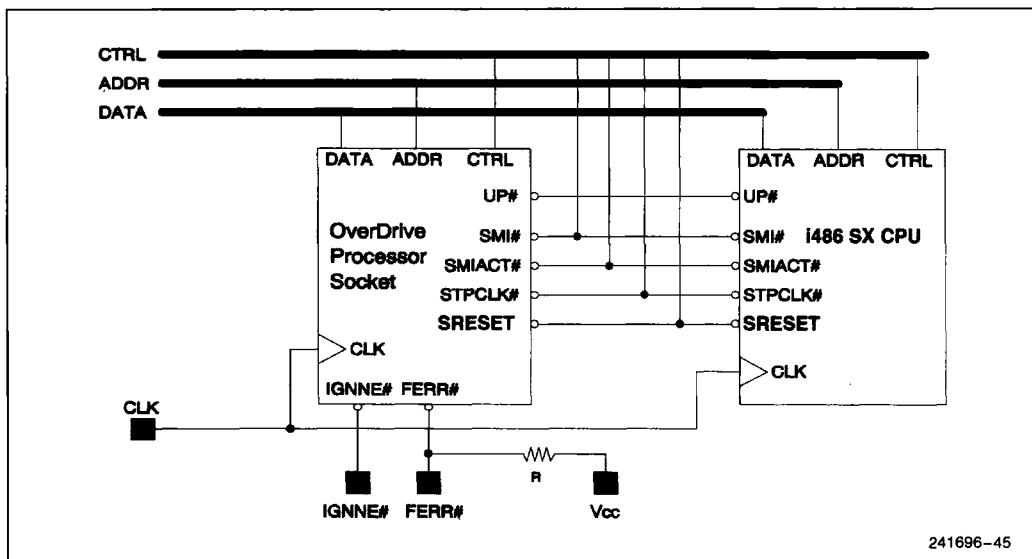 CTRL
ADDR
DATA
DATA ADDR CTRL
DATA ADDR CTRL
UP#
UP#
OverDrive
Processor
Socket
SMI#
SMI#
i486 SX CPU
SMIACT#
SMIACT#
STPCLK#
STPCLK#
SRESET
SRESET
CLK
CLK
IGNNE# FERR#
CLK
R
IGNNE#
FERR#
Vcc
241696-45